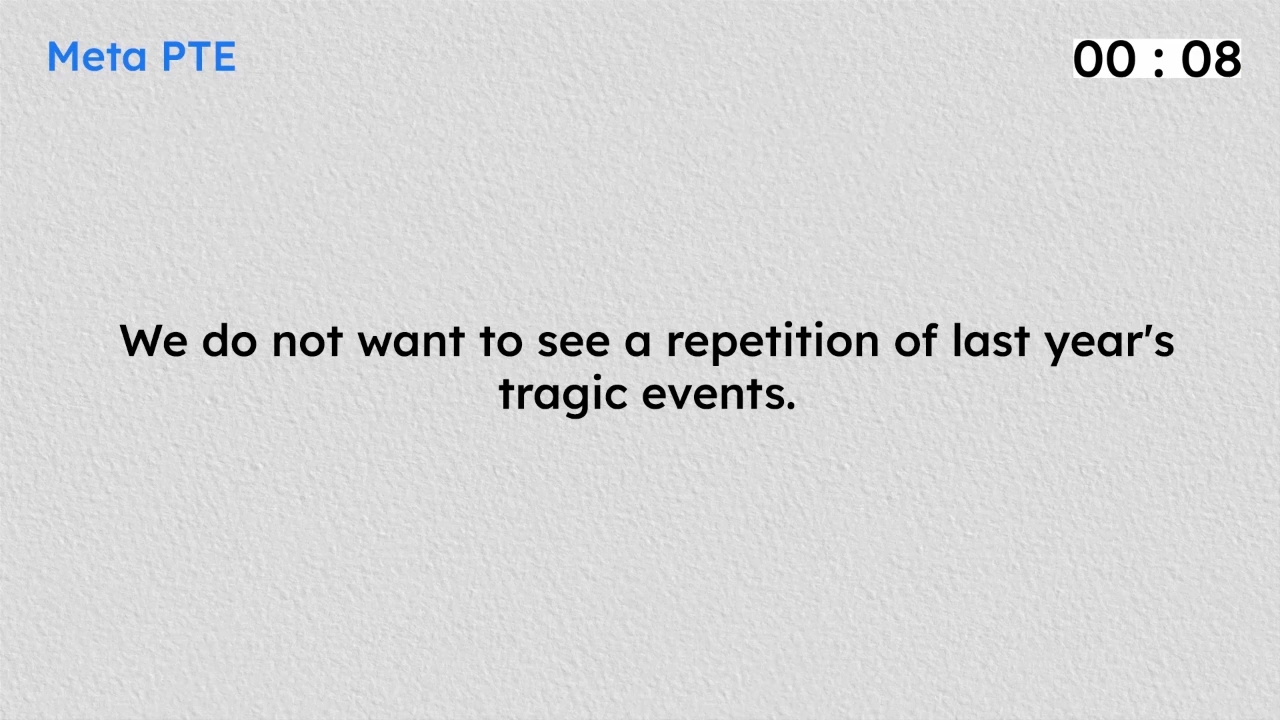 Meta PTE
00 : 08
We do not want to see a repetition of last year's
tragic events.